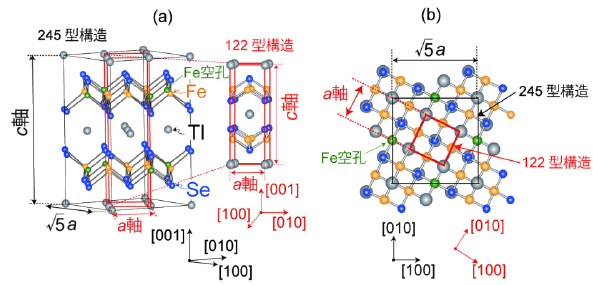 (a)
245 型構造
122 型構造
Fe空孔
Fe
Tl
Se
c軸
c軸
√5a
a軸
a軸
[001]
[100]
[010]
[001]
[010]
[100]
(b)
√5a
a軸
245 型構造
Fe空孔
122 型構造
[010]
[100]
[010]
[100]